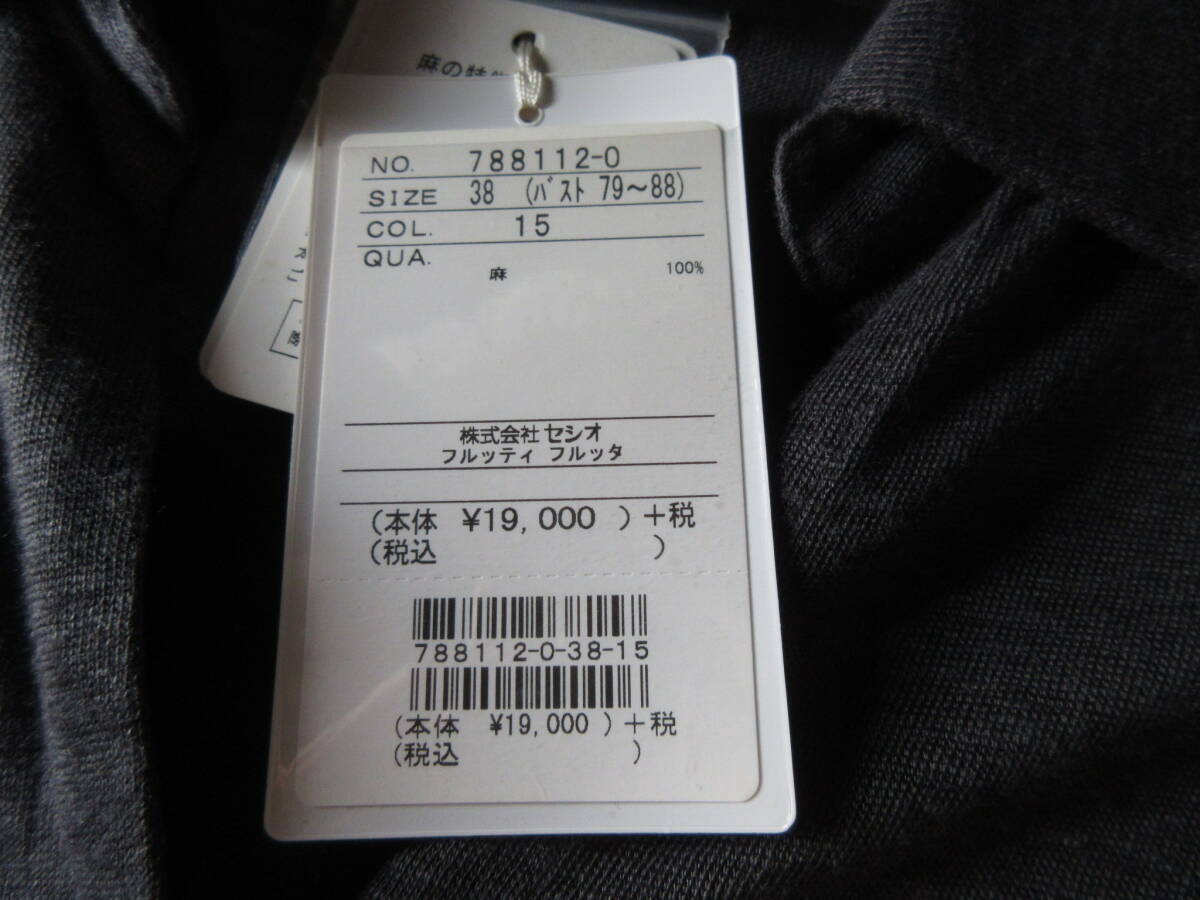 麻の特
NO. 788112-0
SIZE 38 (ﾊﾞｽﾄ 79〜88)
COL. 15
QUA.
麻 100%
株式会社 セシオ
フルッティ フルッタ
(本体 ¥19,000 )+税
(税込 )
788112-0-38-15
(本体 ¥19,000 )+税
(税込 )